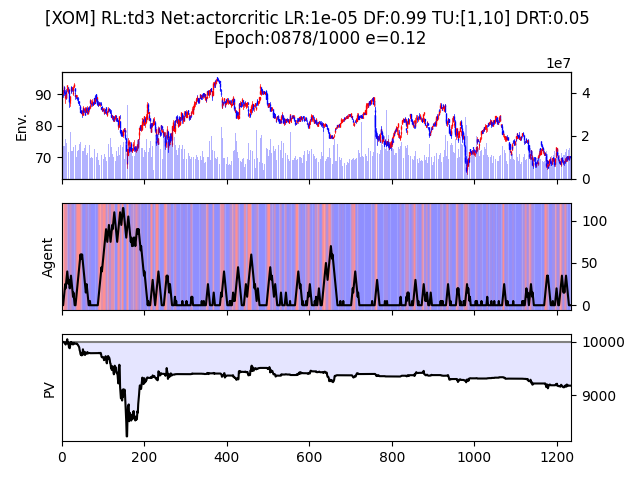 [XOM] RL:td3 Net:actorcritic LR:1e-05 DF:0.99 TU:[1,10] DRT:0.05
Epoch:0878/1000 e=0.12
1e7
Env.
90
80
70
4
2
0
Agent
100
50
0
PV
10000
9000
0 200 400 600 800 1000 1200